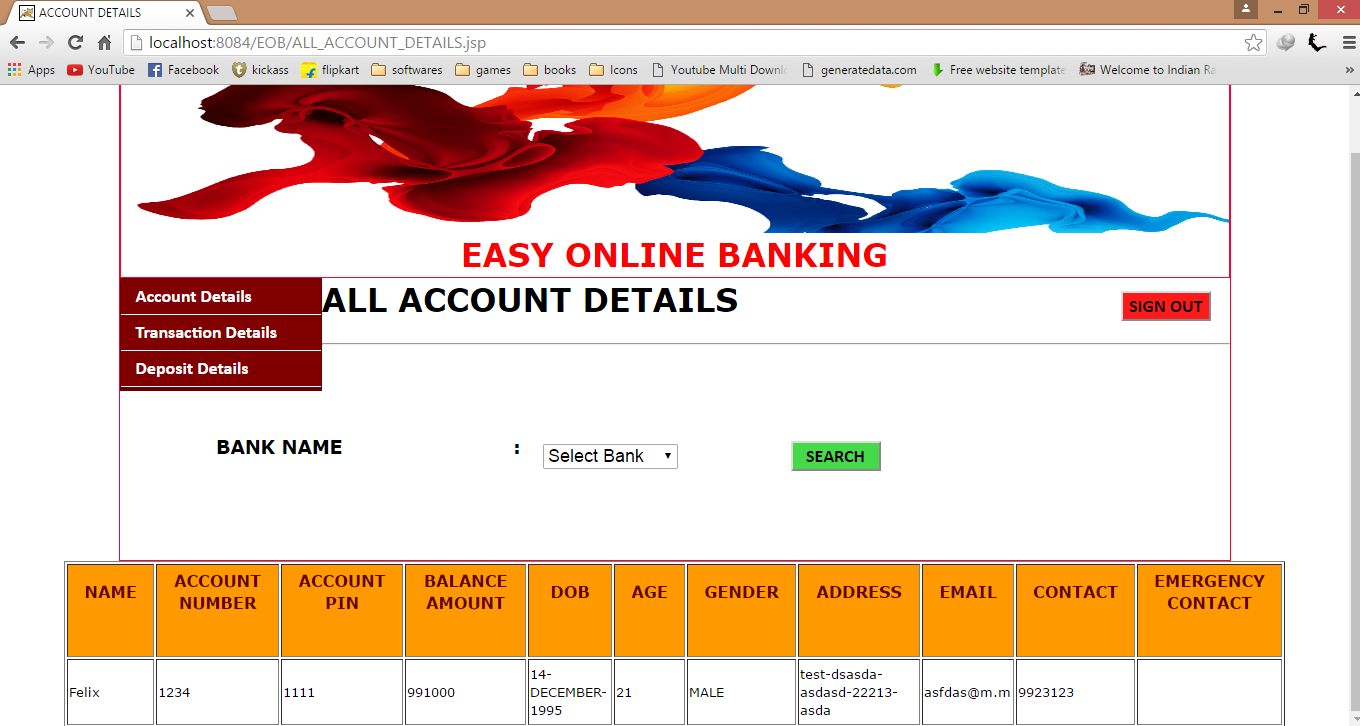 ACCOUNT DETAILS
localhost:8084/EOB/ALL_ACCOUNT_DETAILS.jsp
Apps YouTube Facebook kickass flipkart softwares games books Icons Youtube Multi Downl generatedata.com Free website template Welcome to Indian Ra »
EASY ONLINE BANKING
Account Details
Transaction Details
Deposit Details
ALL ACCOUNT DETAILS
SIGN OUT
BANK NAME : Select Bank SEARCH
NAME ACCOUNT NUMBER ACCOUNT PIN BALANCE AMOUNT DOB AGE GENDER ADDRESS EMAIL CONTACT EMERGENCY CONTACT
Felix 1234 1111 991000 14-DECEMBER-1995 21 MALE test-dsasda-asdasd-22213-asda asfdas@m.m 9923123